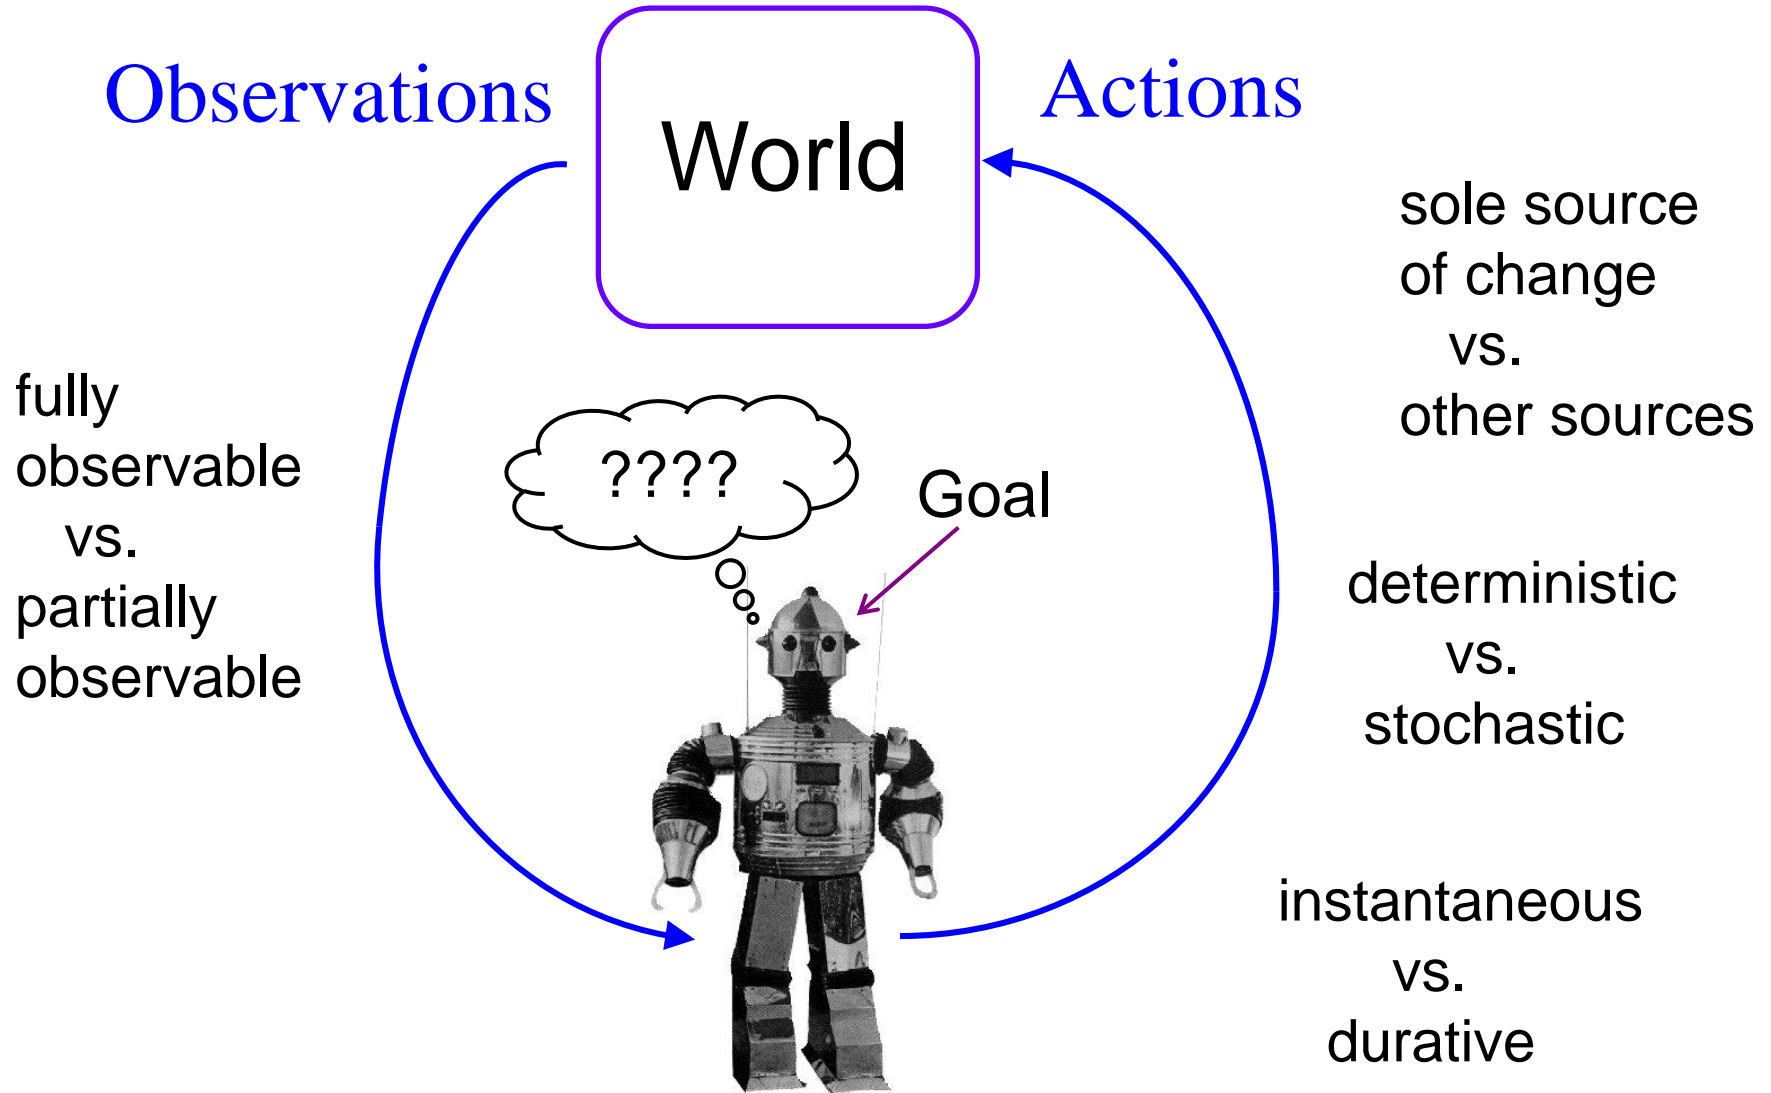 Observations
World
Actions
fully
observable
vs.
partially
observable
????
Goal
sole source
of change
vs.
other sources
deterministic
vs.
stochastic
instantaneous
vs.
durative